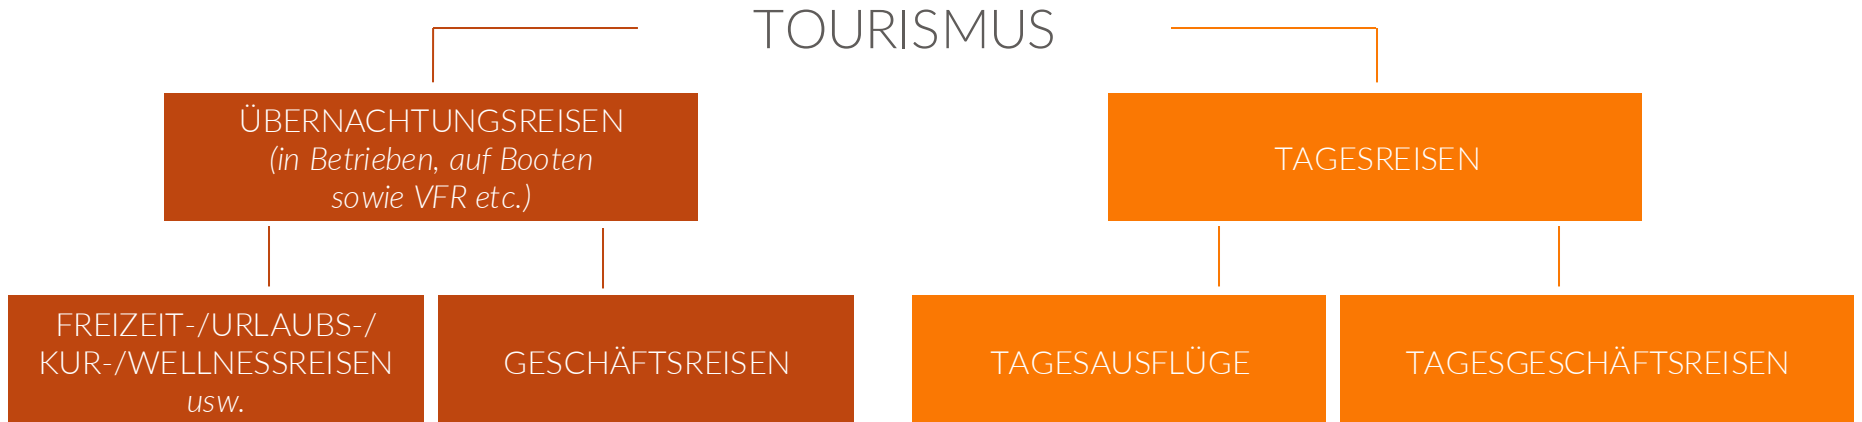 TOURISMUS
ÜBERNACHTUNGSREISEN
(in Betrieben, auf Booten
sowie VFR etc.)
TAGESREISEN
FREIZEIT-/URLAUBS-/
KUR-/WELLNESSREISEN
usw.
GESCHÄFTSREISEN
TAGESAUSFLÜGE
TAGESGESCHÄFTSREISEN